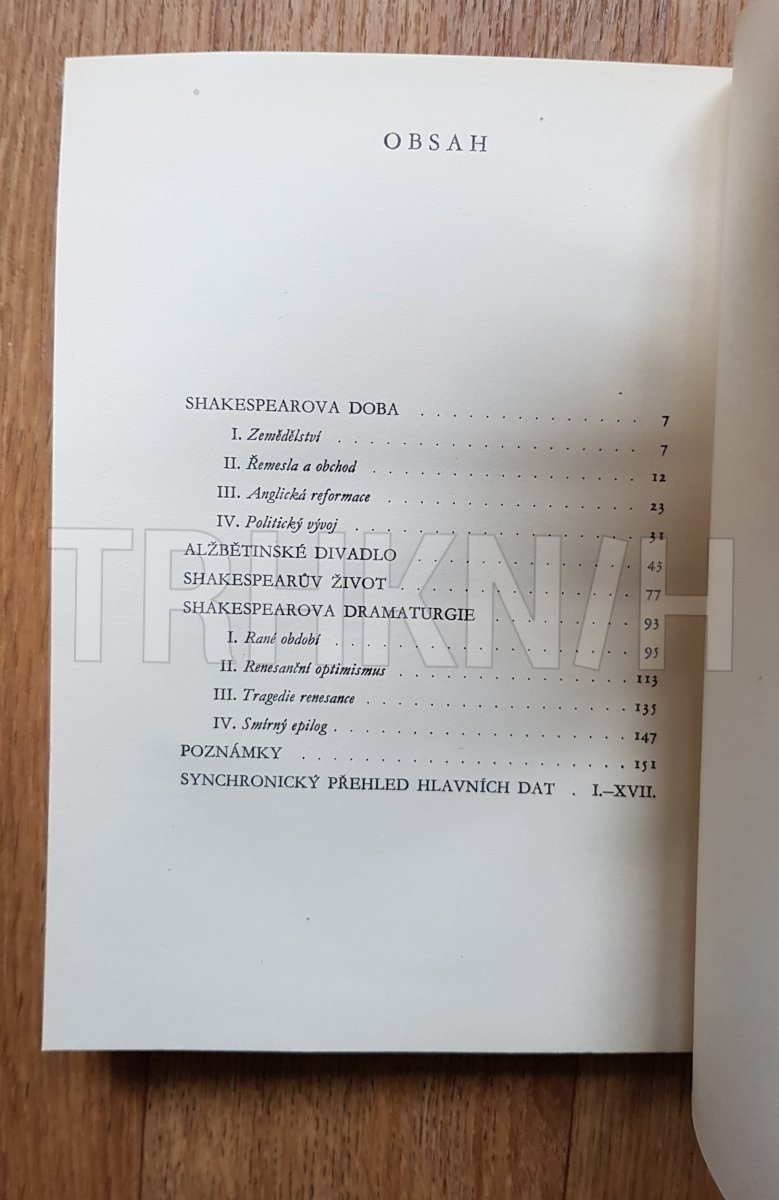 OBSAH
SHAKESPEAROVA DOBA . . . . . . . . . . . 7
I. Zemědělství . . . . . . . . . . . . . . 7
II. Řemesla a obchod . . . . . . . . . . . . 12
III. Anglická reformace . . . . . . . . . . . . 23
IV. Politický vývoj . . . . . . . . . . . . . 31
ALŽBĚTINSKÉ DIVADLO . . . . . . . . . . 43
SHAKESPEARŮV ŽIVOT . . . . . . . . . . . 77
SHAKESPEAROVA DRAMATURGIE . . . . . . . 93
I. Rané období . . . . . . . . . . . . . . 95
II. Renesanční optimismus . . . . . . . . . . . 113
III. Tragedie renesance . . . . . . . . . . . . 135
IV. Smírný epilog . . . . . . . . . . . . . 147
POZNÁMKY . . . . . . . . . . . . . . . 151
SYNCHRONICKÝ PŘEHLED HLAVNÍCH DAT . I.–XVII.
TRHKNIH